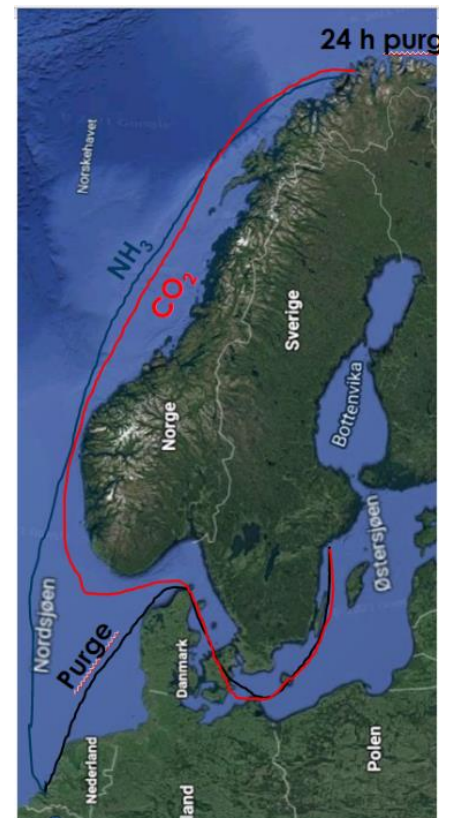 24 h purg
Norskehavet
NH₃
CO₂
Sverige
Norge
Bottenvika
Østersjøen
Nordsjøen
Purge
Danmark
Nederland
Polen
land